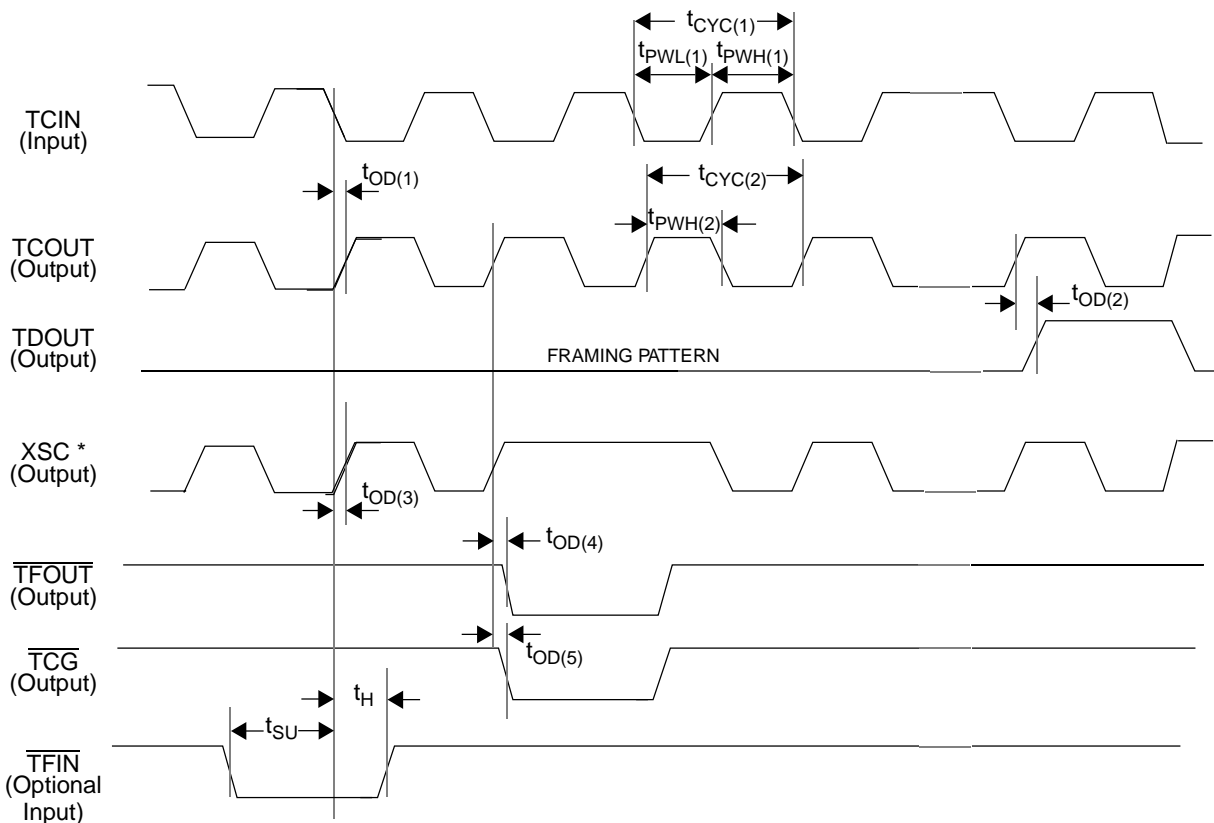 tCYC(1)
tPWL(1) tPWH(1)
TCIN
(Input)
tOD(1)
tCYC(2)
tPWH(2)
TCOUT
(Output)
tOD(2)
TDOUT
(Output)
FRAMING PATTERN
XSC *
(Output)
tOD(3)
tOD(4)
TFOUT
(Output)
tOD(5)
TCG
(Output)
tH
tSU
TFIN
(Optional
Input)